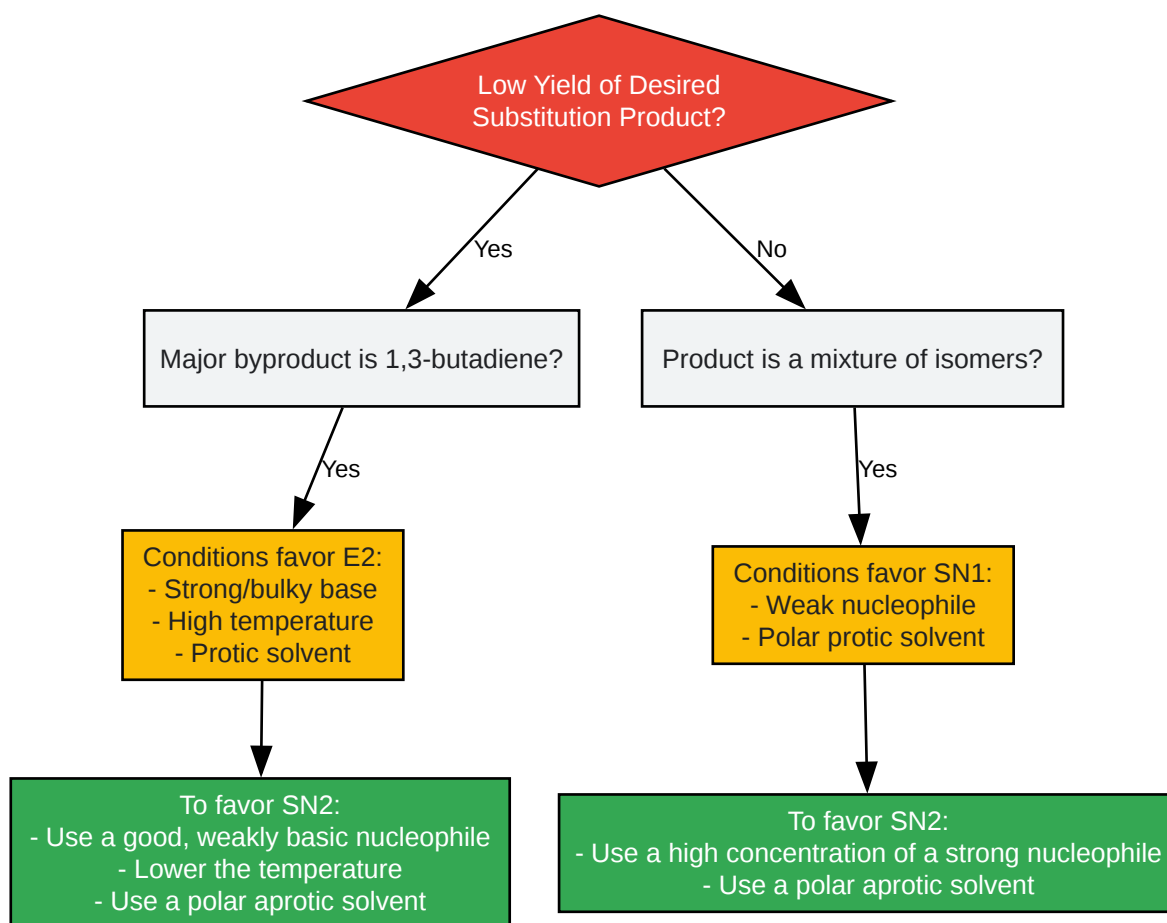 Low Yield of Desired
Substitution Product?
Yes
No
Major byproduct is 1,3-butadiene?
Product is a mixture of isomers?
Yes
Yes
Conditions favor E2:
- Strong/bulky base
- High temperature
- Protic solvent
Conditions favor SN1:
- Weak nucleophile
- Polar protic solvent
To favor SN2:
- Use a good, weakly basic nucleophile
- Lower the temperature
- Use a polar aprotic solvent
To favor SN2:
- Use a high concentration of a strong nucleophile
- Use a polar aprotic solvent